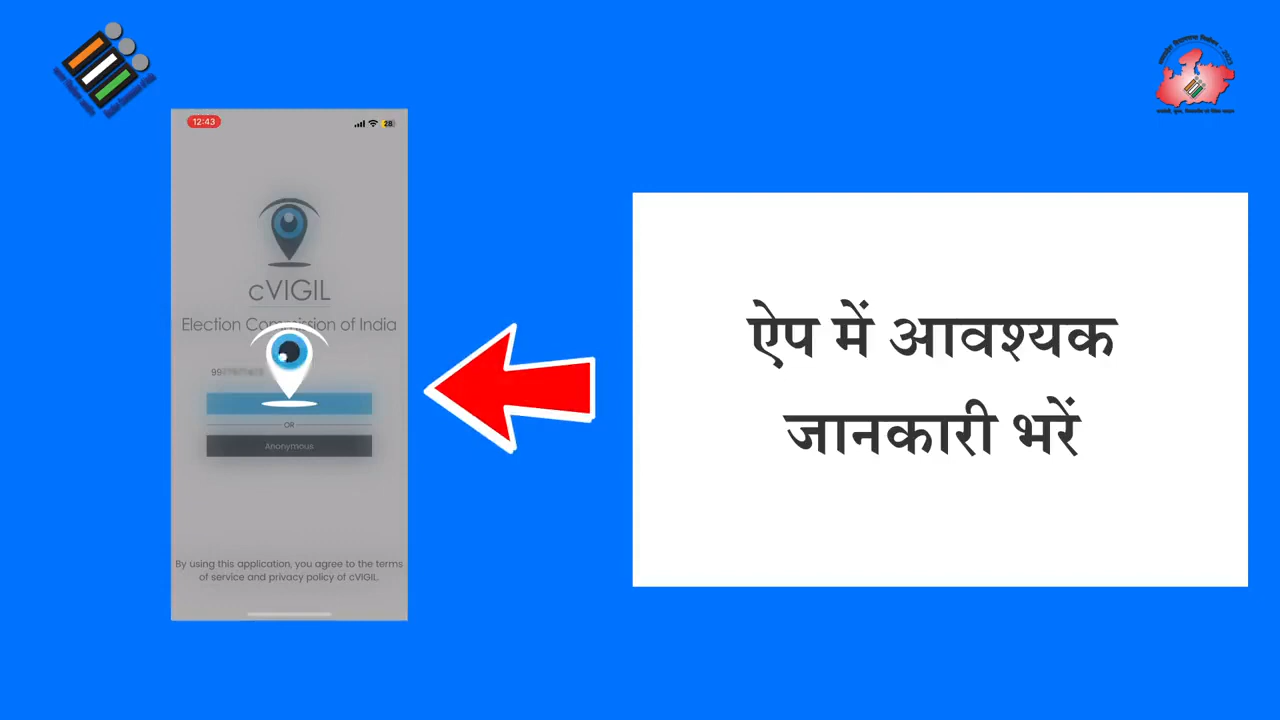 12:43
28
cVIGIL
Election Commission of India
OR
Anonymous
By using this application, you agree to the terms
of service and privacy policy of cVIGIL.
ऐप में आवश्यक
जानकारी भरें